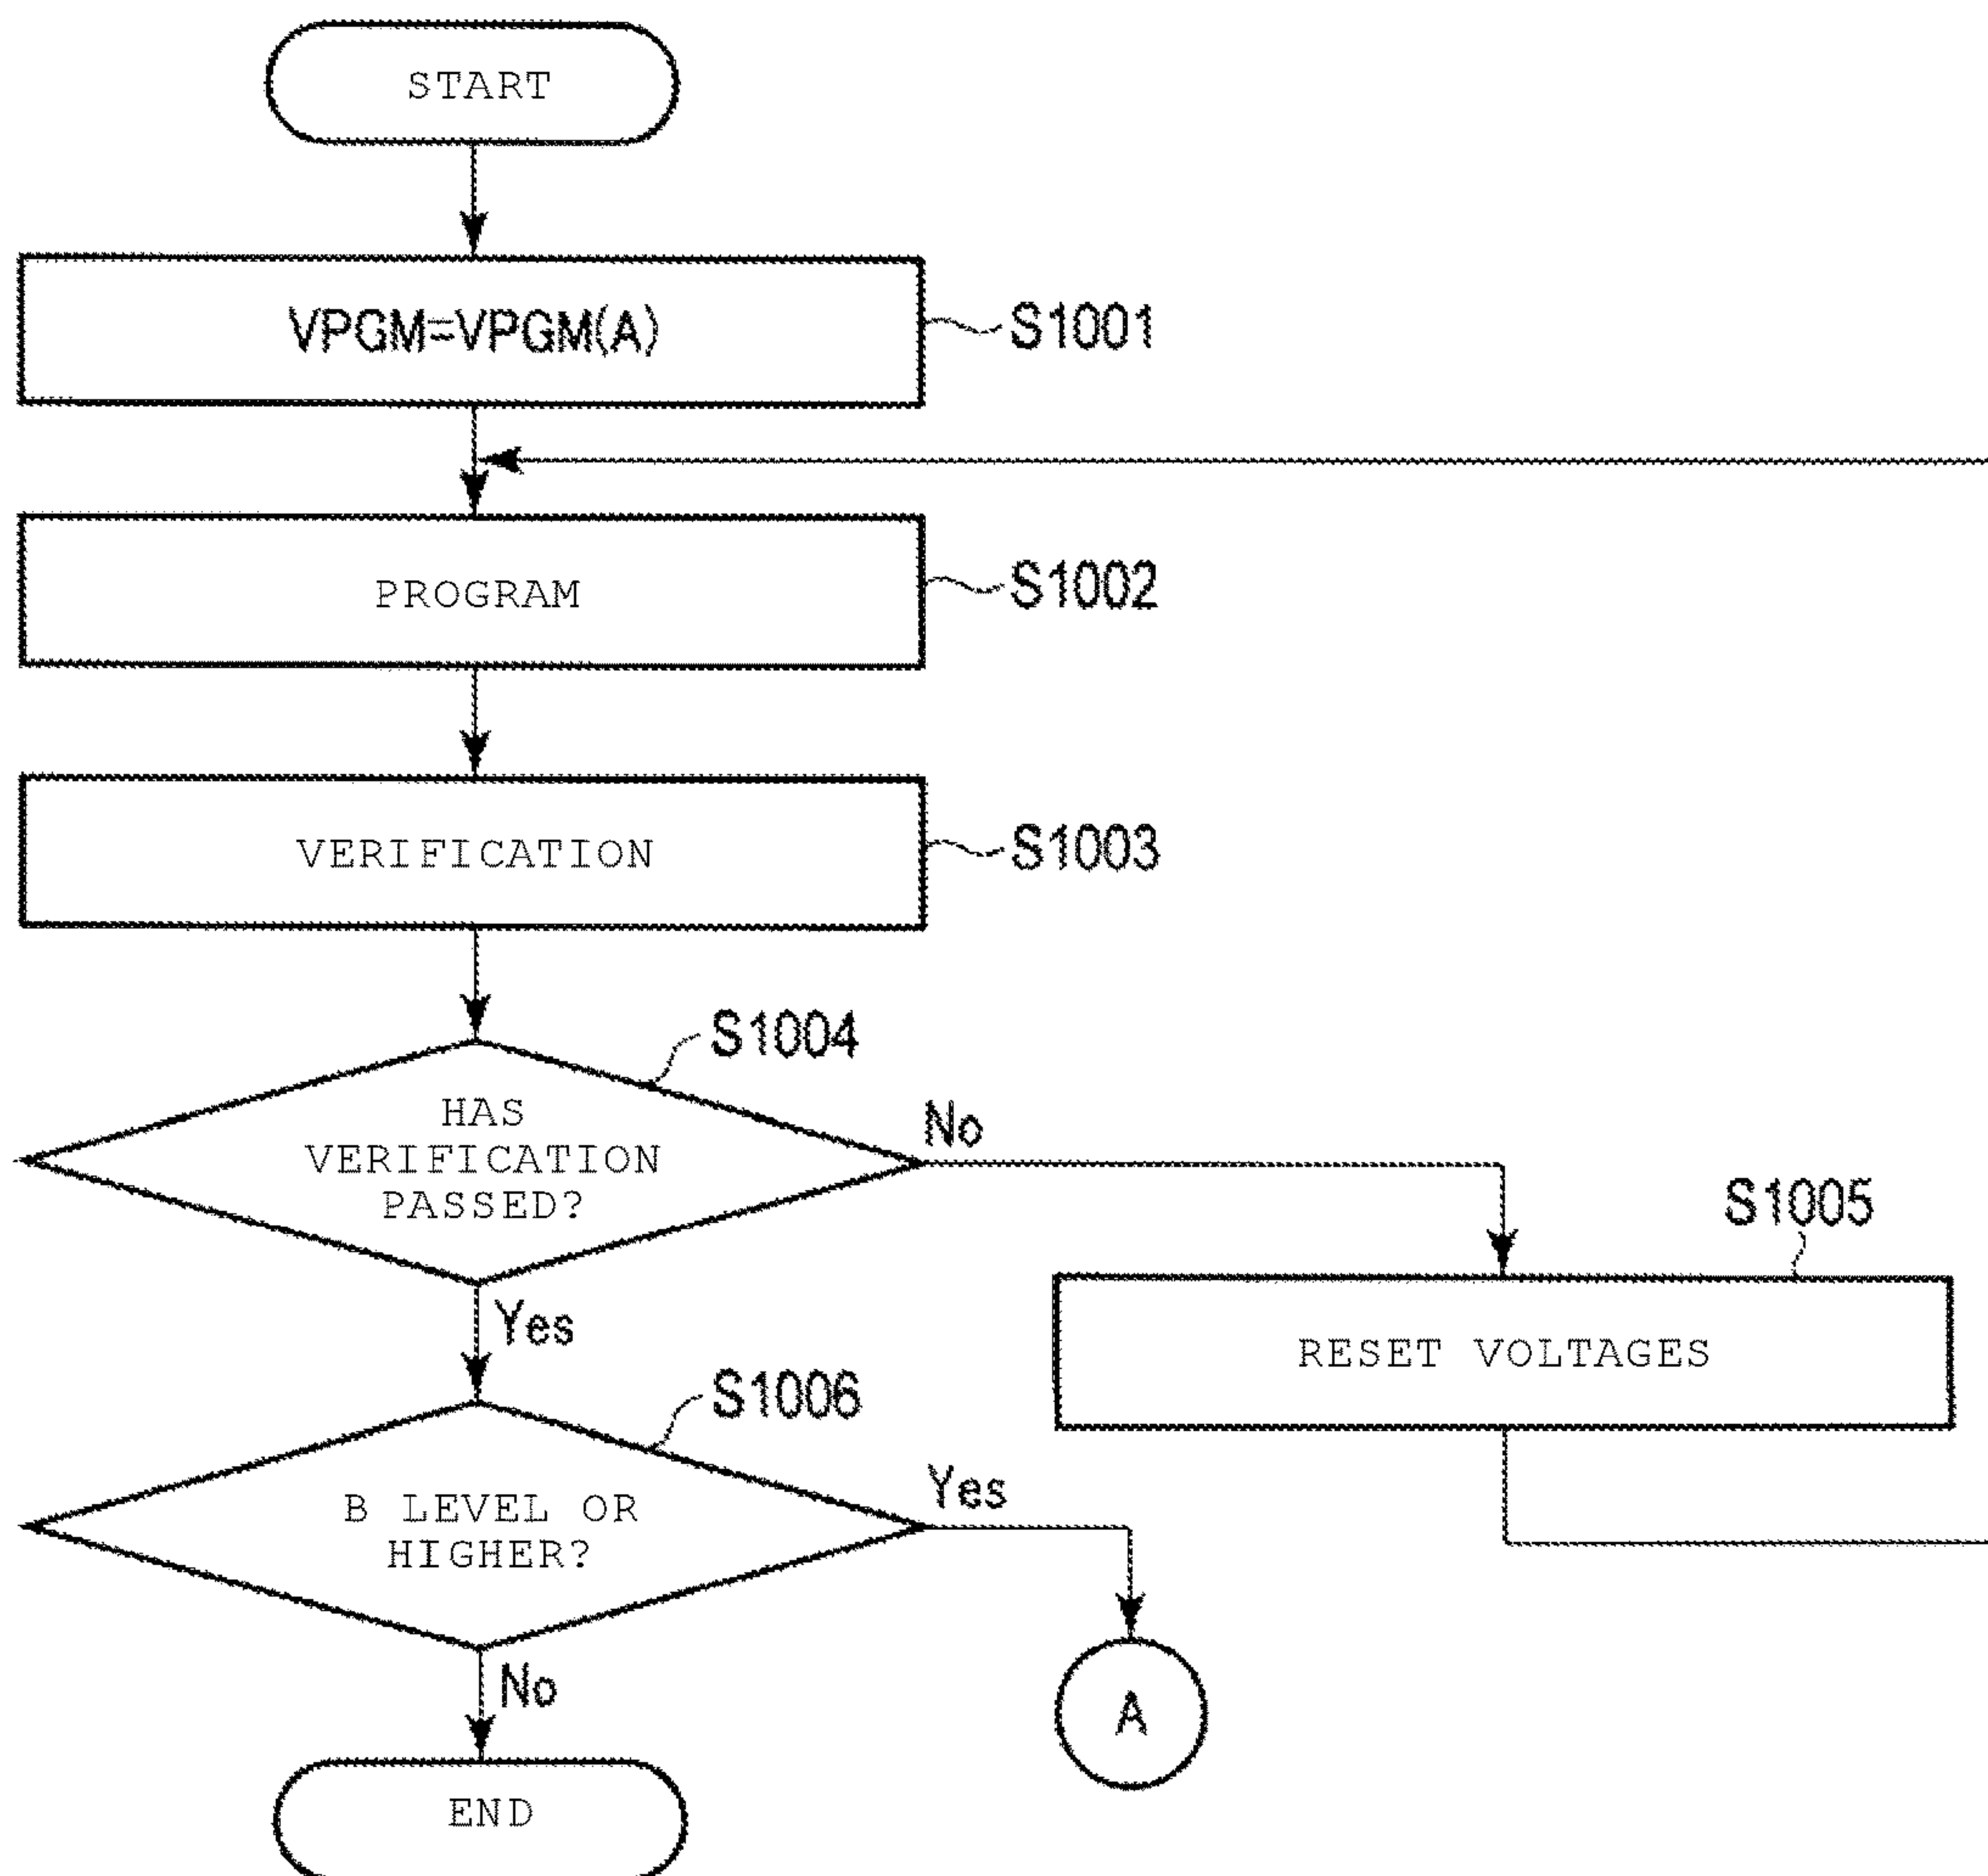 START
VPGM=VPGM(A)
S1001
PROGRAM
S1002
VERIFICATION
S1003
S1004
HAS
VERIFICATION
PASSED?
No
Yes
S1005
RESET VOLTAGES
S1006
B LEVEL OR
HIGHER?
Yes
No
A
END